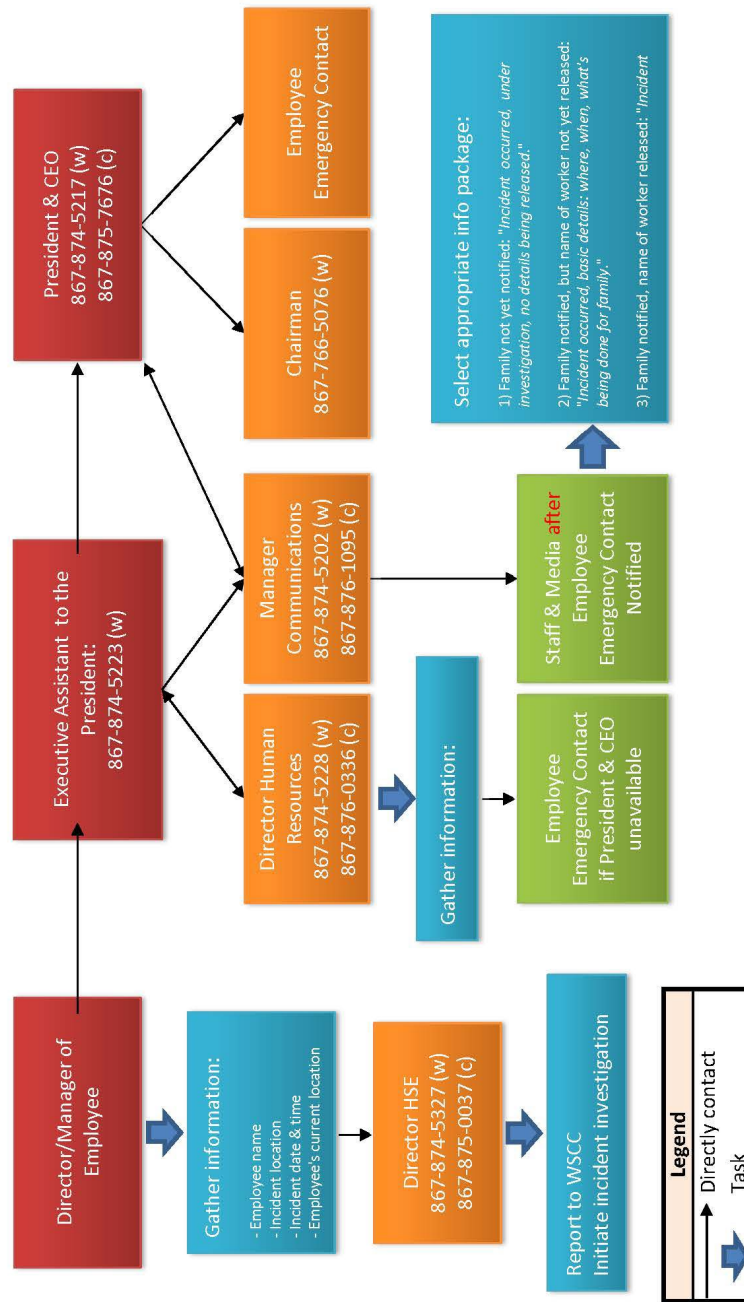 Director/Manager of
Employee
Executive Assistant to the
President:
867-874-5223 (w)
President & CEO
867-874-5217 (w)
867-875-7676 (c)
Gather information:
- Employee name
- Incident location
- Incident date & time
- Employee's current location
Director Human
Resources
867-874-5228 (w)
867-876-0336 (c)
Manager
Communications
867-874-5202 (w)
867-876-1095 (c)
Chairman
867-766-5076 (w)
Employee
Emergency Contact
Director HSE
867-874-5327 (w)
867-875-0037 (c)
Gather information:
Report to WSCC
Initiate incident investigation
Employee
Emergency Contact
if President & CEO
unavailable
Staff & Media after
Employee
Emergency Contact
Notified
Select appropriate info package:
1) Family not yet notified: "Incident occurred, under
investigation, no details being released."
2) Family notified, but name of worker not yet released:
"Incident occurred, basic details: where, when, what's
being done for family."
3) Family notified, name of worker released: "Incident
Legend
Directly contact
Task